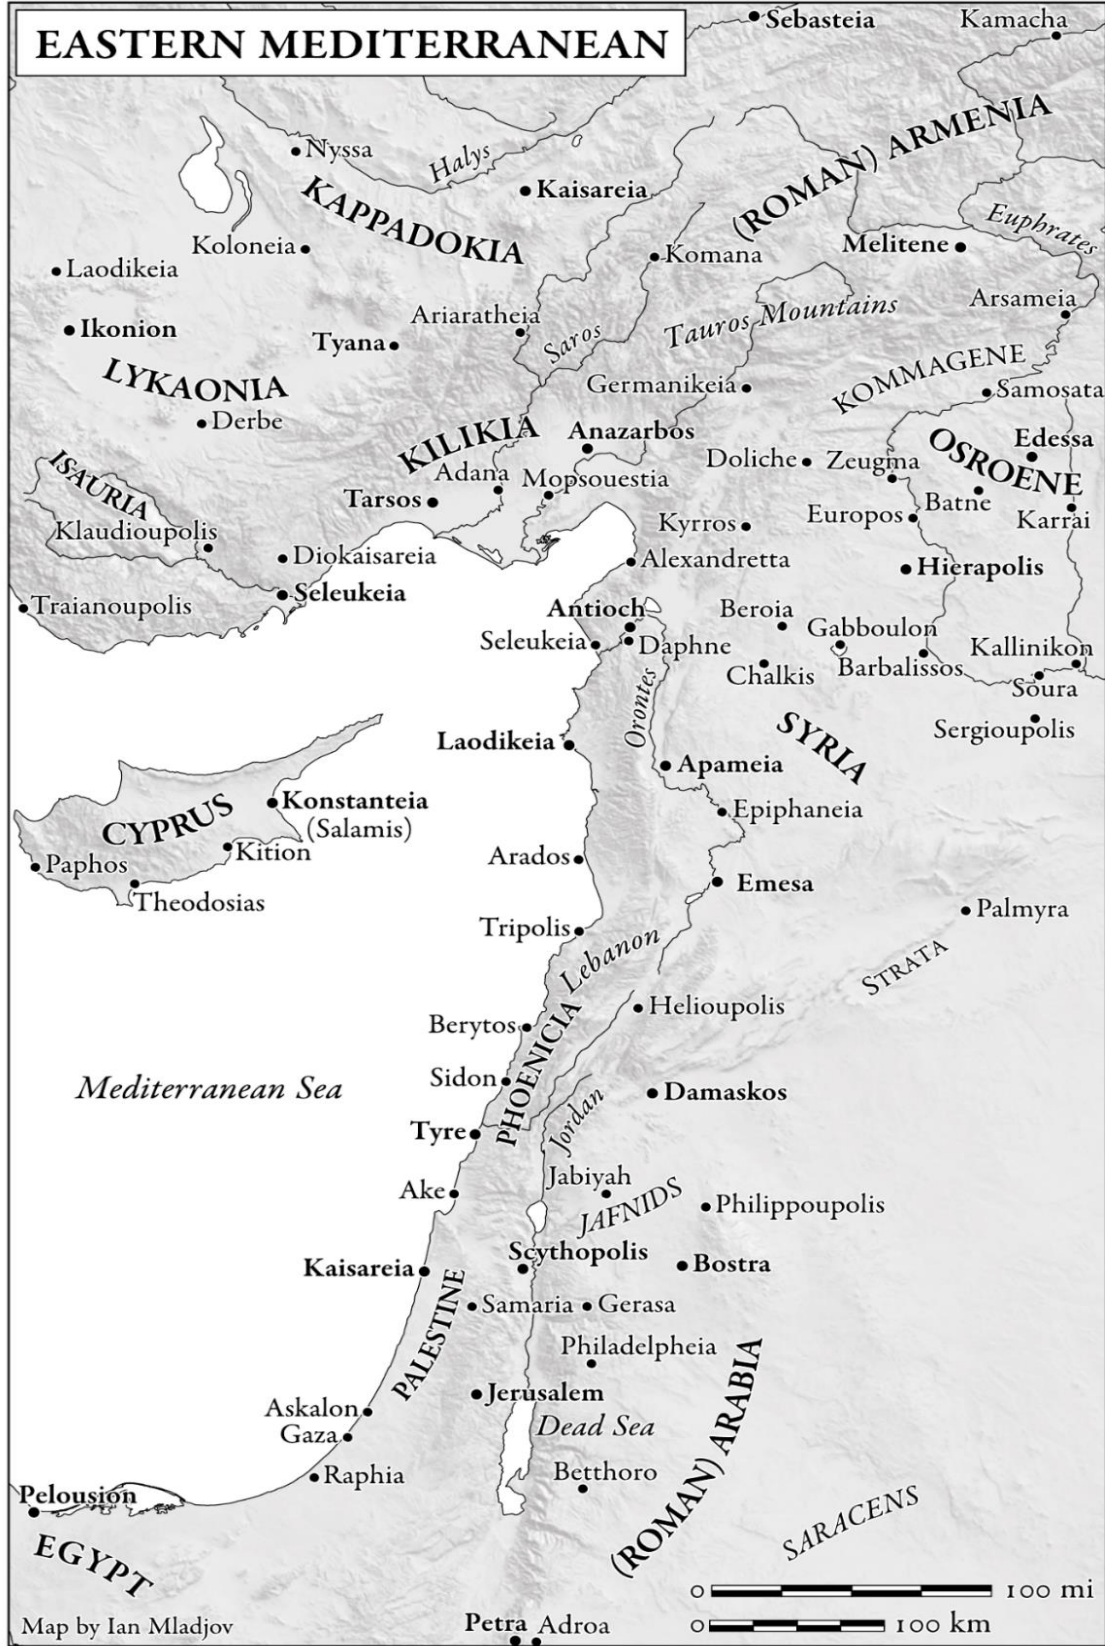 EASTERN MEDITERRANEAN
Sebasteia
Kamacha
Nyssa
Halys
Kaisareia
(ROMAN) ARMENIA
KAPPADOKIA
Koloneia
Komana
Melitene
Euphrates
Laodikeia
Arsameia
Ikonion
Ariaratheia
Saros
Tauros Mountains
Tyana
LYKAONIA
Germanikeia
KOMMAGENE
Samosata
Derbe
KILIKIA
Anazarbos
Edessa
OSROENE
Doliche
Zeugma
ISAURIA
Adana
Mopsouestia
Tarsos
Batne
Karrai
Europos
Kyrros
Klaudioupolis
Diokaisareia
Alexandretta
Hierapolis
Seleukeia
Traianoupolis
Antioch
Beroia
Seleukeia
Daphne
Gabboulon
Kallinikon
Barbalissos
Chalkis
Soura
Orontes
Sergioupolis
SYRIA
Laodikeia
Apameia
Konstanteia
(Salamis)
CYPRUS
Epiphaneia
Kition
Paphos
Arados
Emesa
Theodosias
Palmyra
Tripolis
Lebanon
STRATA
Helioupolis
Berytos
PHOENICIA
Mediterranean Sea
Sidon
Damaskos
Jordan
Tyre
Jabiyah
Ake
JAFNIDS
Philippoupolis
Scythopolis
Kaisareia
Bostra
PALESTINE
Samaria
Gerasa
Philadelpheia
Jerusalem
(ROMAN) ARABIA
Askalon
Dead Sea
Gaza
Raphia
Betthoro
Pelousion
SARACENS
EGYPT
0 100 mi
0 100 km
Map by Ian Mladjov
Petra
Adroa